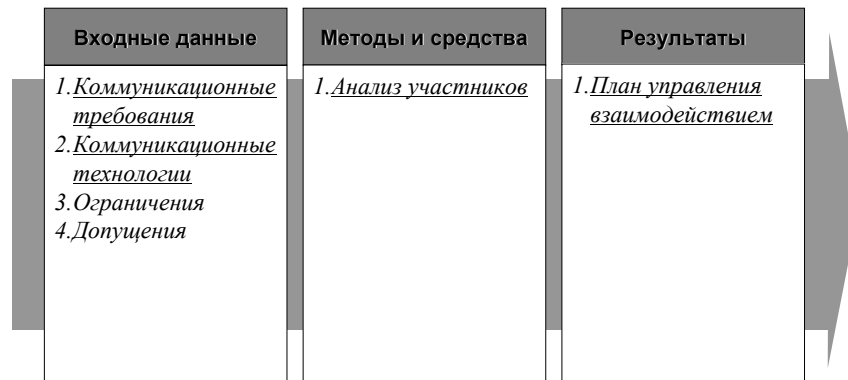 Входные данные
1.Коммуникационные
требования
2.Коммуникационные
технологии
3.Ограничения
4.Допущения
Методы и средства
1.Анализ участников
Результаты
1.План управления
взаимодействием